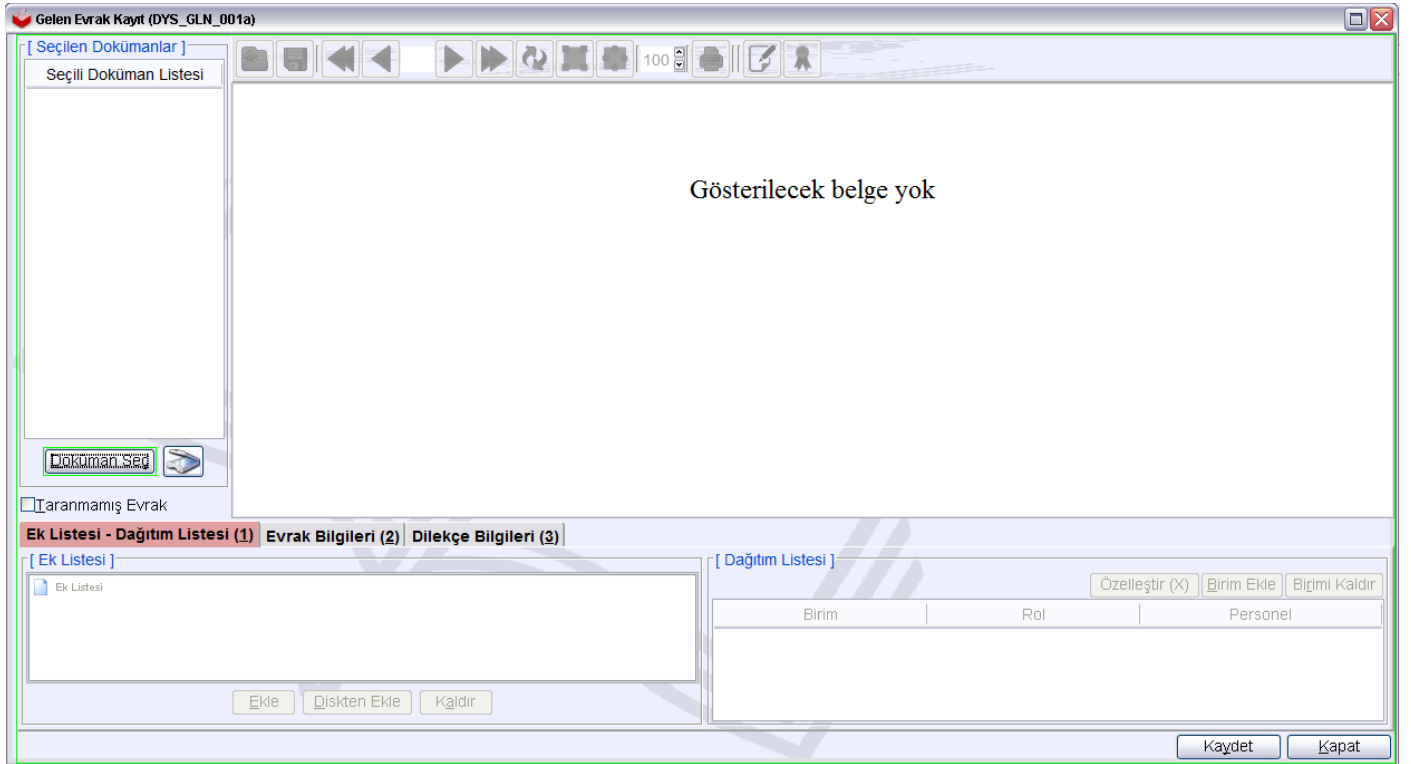 Gelen Evrak Kayıt (DYS_GLN_001a)
[ Seçilen Dokümanlar ]
Seçili Doküman Listesi
100
Gösterilecek belge yok
Doküman Seç
Taranmamış Evrak
Ek Listesi - Dağıtım Listesi (1) Evrak Bilgileri (2) Dilekçe Bilgileri (3)
[ Ek Listesi ]
Ek Listesi
Ekle Diskten Ekle Kaldır
[ Dağıtım Listesi ]
Özelleştir (X) Birim Ekle Birimi Kaldır
Birim Rol Personel
Kaydet Kapat